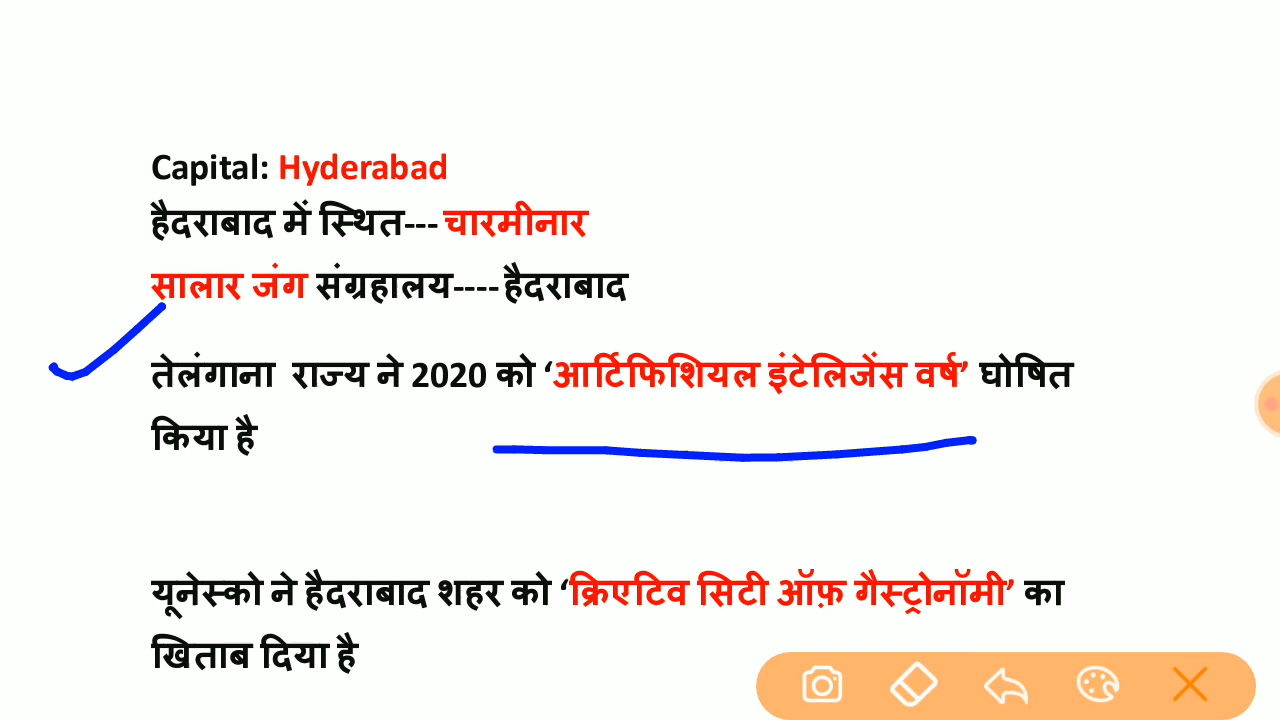 Capital: Hyderabad
हैदराबाद में स्थित--- चारमीनार
सालार जंग संग्रहालय---- हैदराबाद
तेलंगाना राज्य ने 2020 को ‘आर्टिफिशियल इंटेलिजेंस वर्ष’ घोषित
किया है
यूनेस्को ने हैदराबाद शहर को ‘क्रिएटिव सिटी ऑफ़ गैस्ट्रोनॉमी’ का
खिताब दिया है